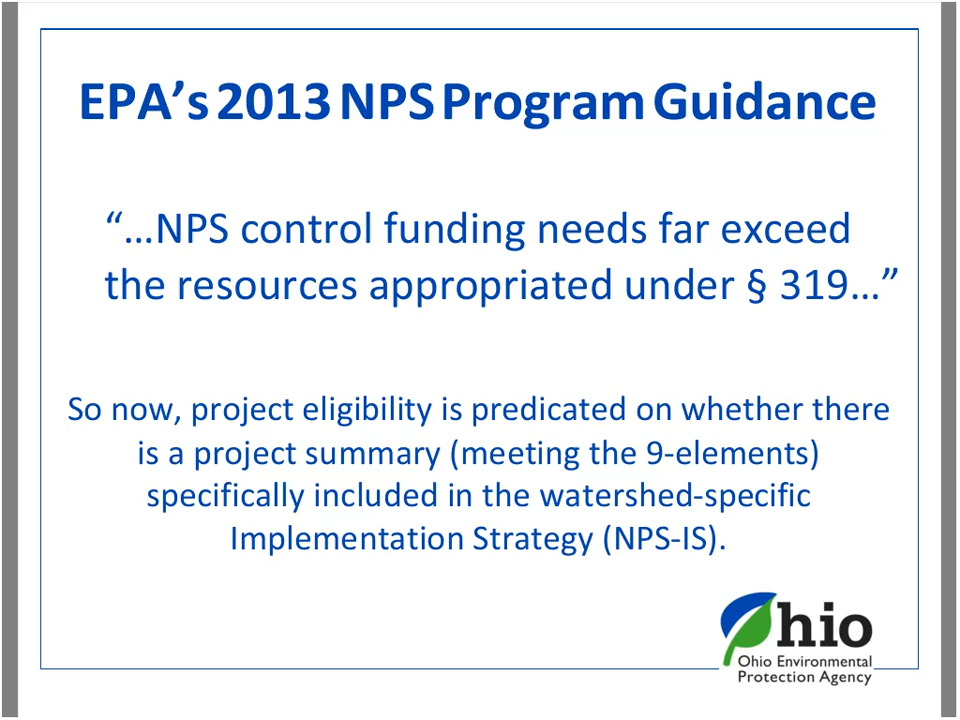 EPA’s 2013 NPS Program Guidance
“…NPS control funding needs far exceed
the resources appropriated under § 319…”
So now, project eligibility is predicated on whether there
is a project summary (meeting the 9-elements)
specifically included in the watershed-specific
Implementation Strategy (NPS-IS).
Ohio
Ohio Environmental
Protection Agency